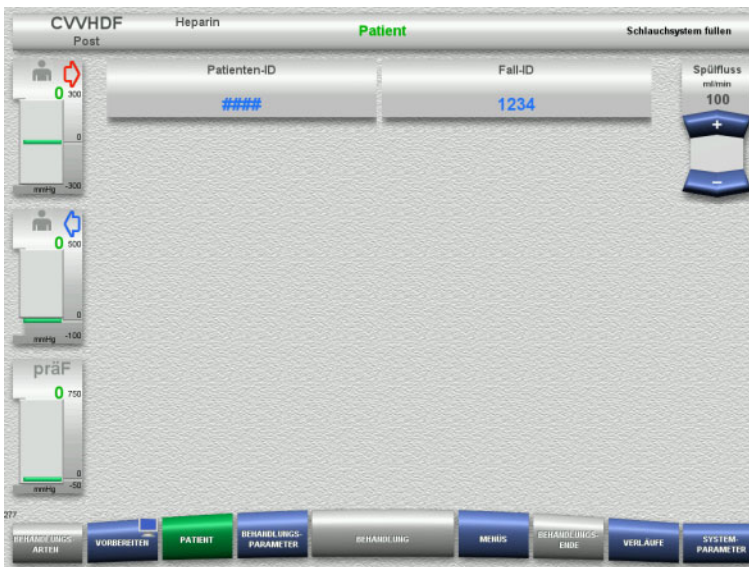 CVVHDF
Post
Heparin
Patient
Schlauchsystem füllen
0
300
0
-300
mmHg
Patienten-ID
####
Fall-ID
1234
Spülfluss
ml/min
100
+
−
0
500
0
-100
mmHg
präF
0
750
0
-50
mmHg
277
BEHANDLUNGS-
ARTEN
VORBEREITEN
PATIENT
BEHANDLUNGS-
PARAMETER
BEHANDLUNG
MENÜS
BEHANDLUNGS-
ENDE
VERLÄUFE
SYSTEM-
PARAMETER